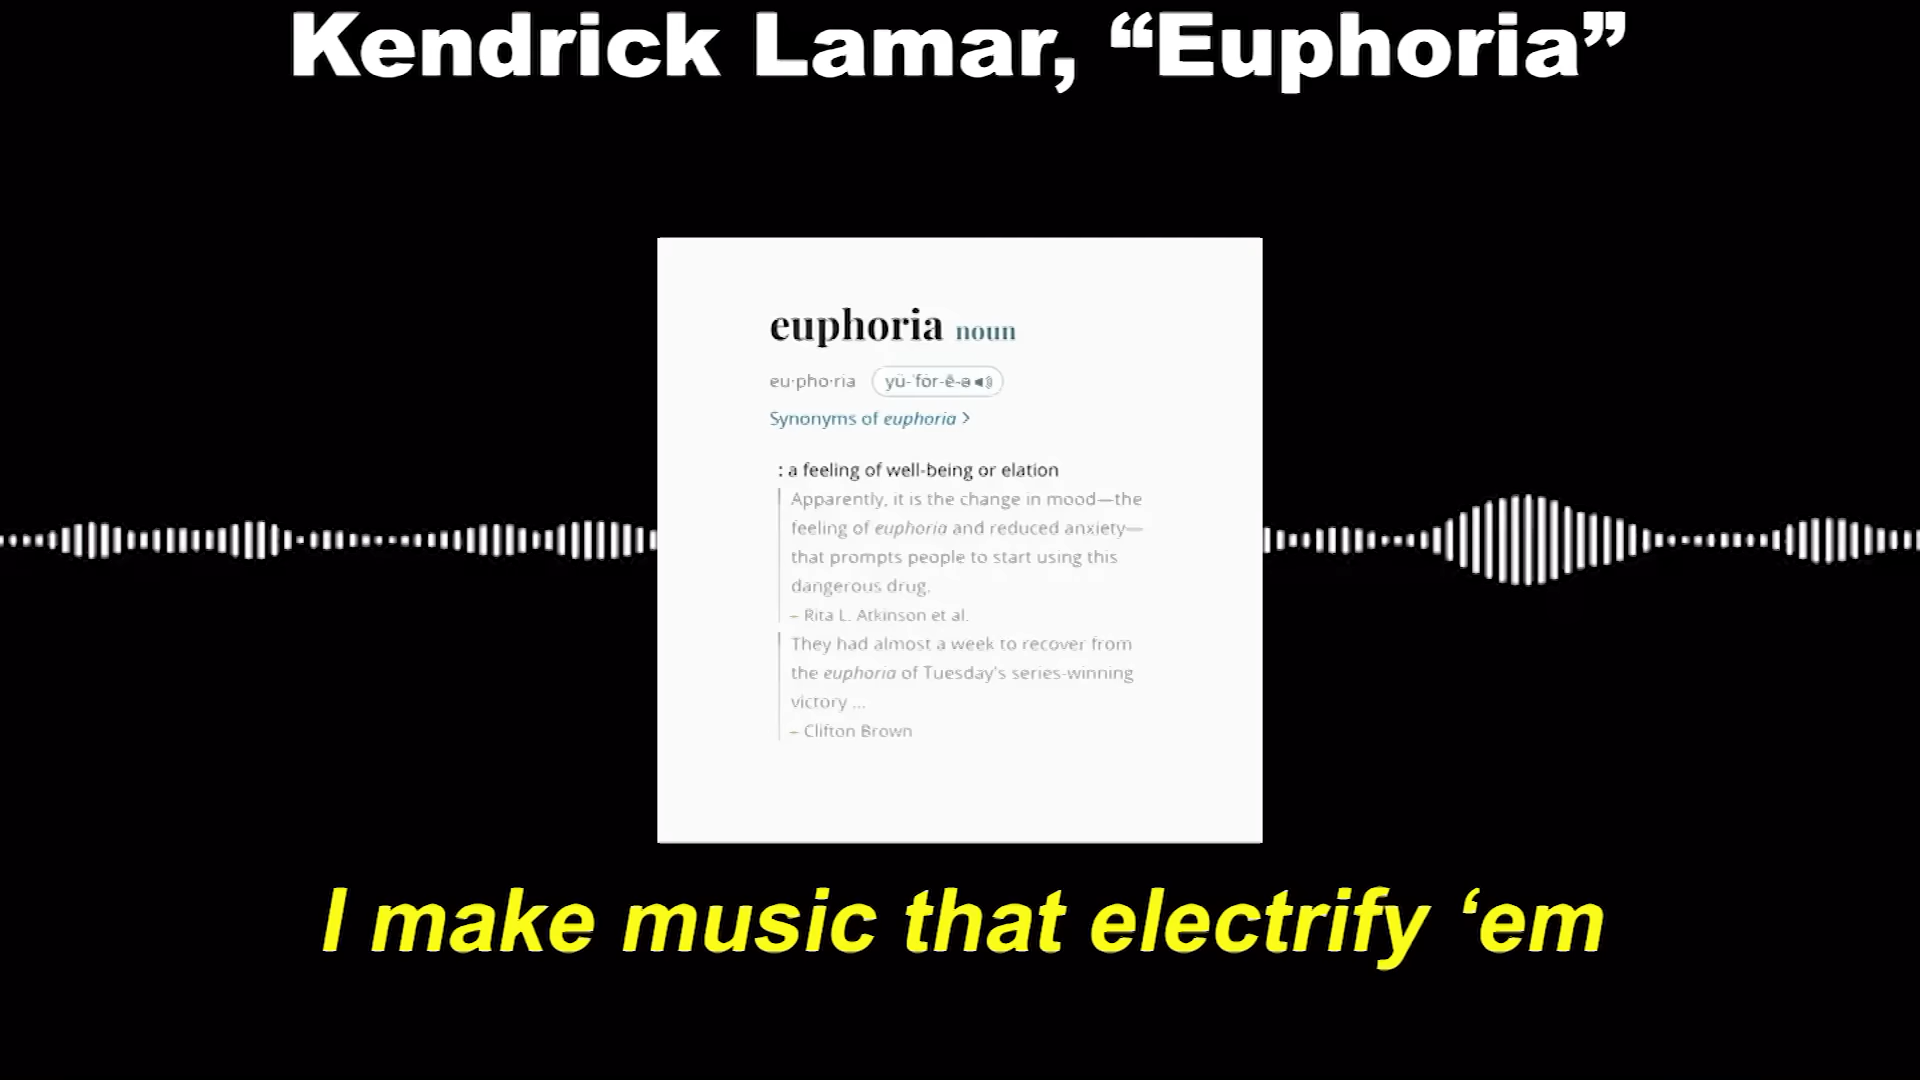 Kendrick Lamar, “Euphoria”
euphoria noun
eu·pho·ria yu̇-ˈfȯr-ē-ə
Synonyms of euphoria
: a feeling of well-being or elation
Apparently, it is the change in mood—the
feeling of euphoria and reduced anxiety—
that prompts people to start using this
dangerous drug.
– Rita L. Atkinson et al.
They had almost a week to recover from
the euphoria of Tuesday's series-winning
victory ...
– Clifton Brown
I make music that electrify ‘em